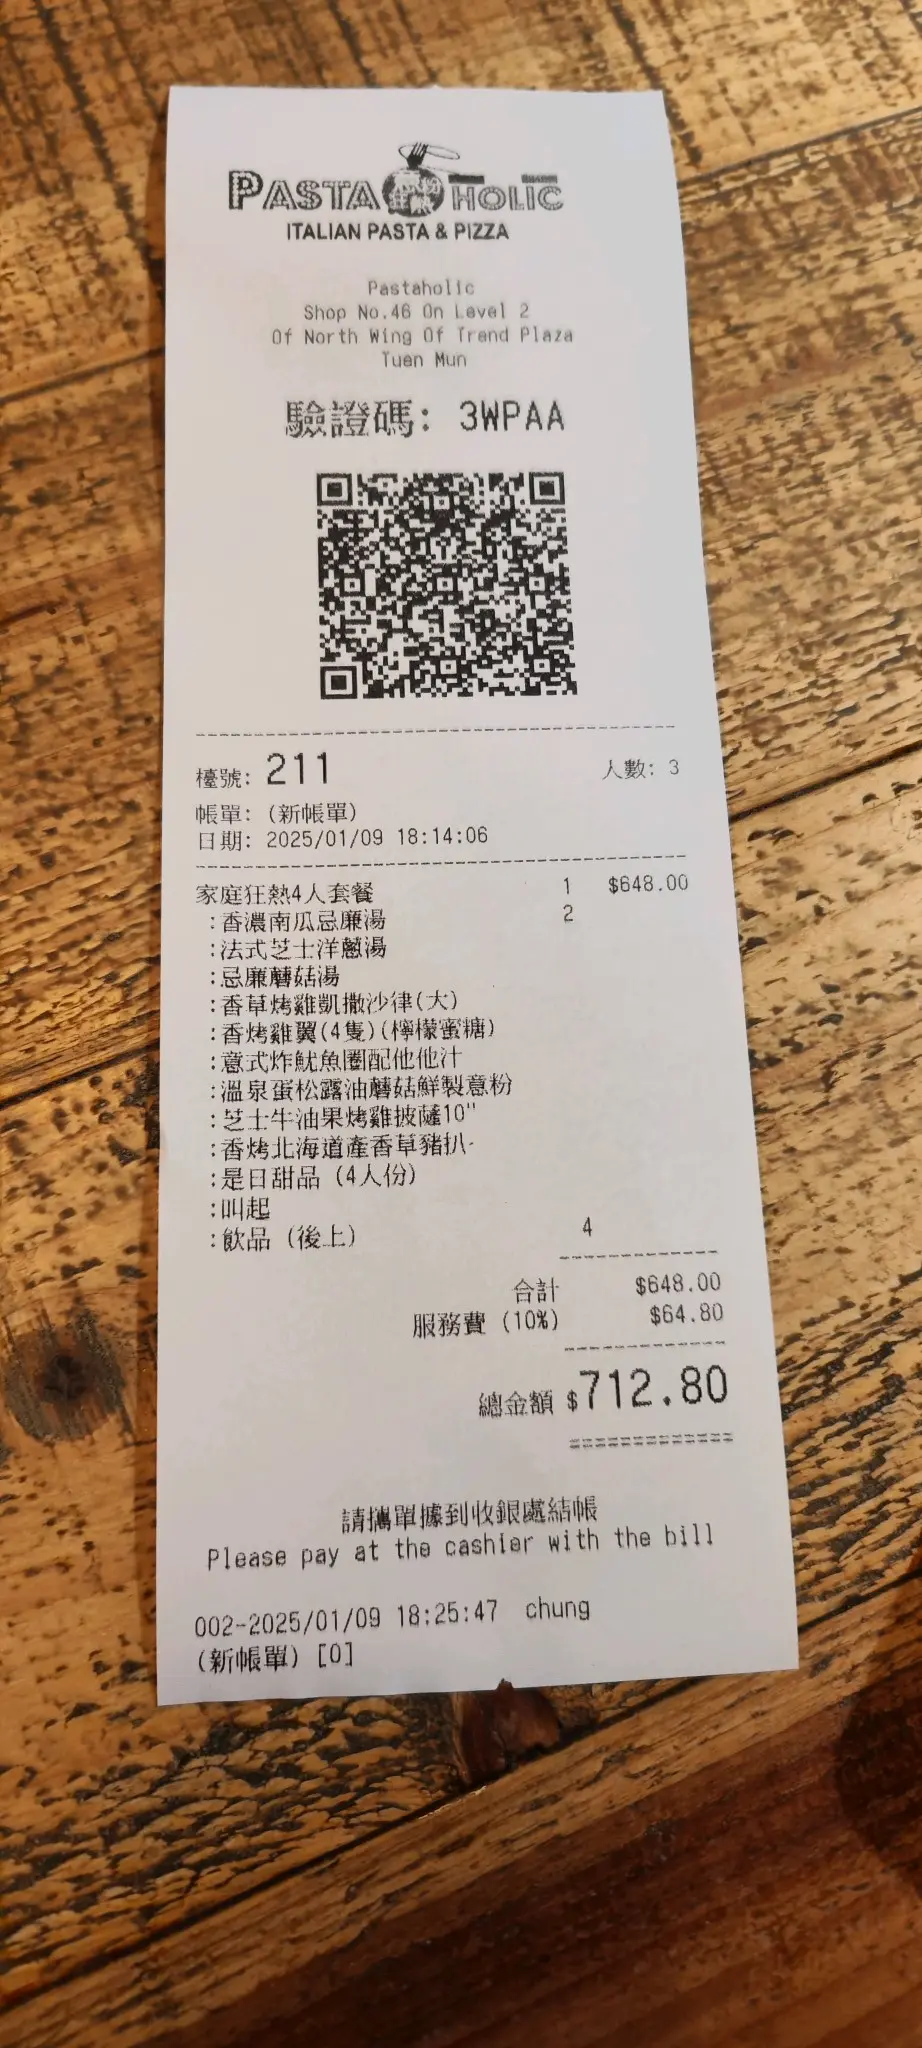 PASTA HOLIC
ITALIAN PASTA & PIZZA
Pastaholic
Shop No.46 On Level 2
Of North Wing Of Trend Plaza
Tuen Mun
驗證碼: 3WPAA
檯號: 211 人數: 3
帳單: (新帳單)
日期: 2025/01/09 18:14:06
家庭狂熱4人套餐 1 $648.00
:香濃南瓜忌廉湯 2
:法式芝士洋蔥湯
:忌廉蘑菇湯
:香草烤雞凱撒沙律(大)
:香烤雞翼(4隻)(檸檬蜜糖)
:意式炸魷魚圈配他他汁
:溫泉蛋松露油蘑菇鮮製意粉
:芝士牛油果烤雞披薩10"
:香烤北海道產香草豬扒-
:是日甜品 (4人份)
:叫起
:飲品 (後上) 4
合計 $648.00
服務費 (10%) $64.80
總金額 $712.80
請攜單據到收銀處結帳
Please pay at the cashier with the bill
002-2025/01/09 18:25:47 chung
(新帳單) [0]